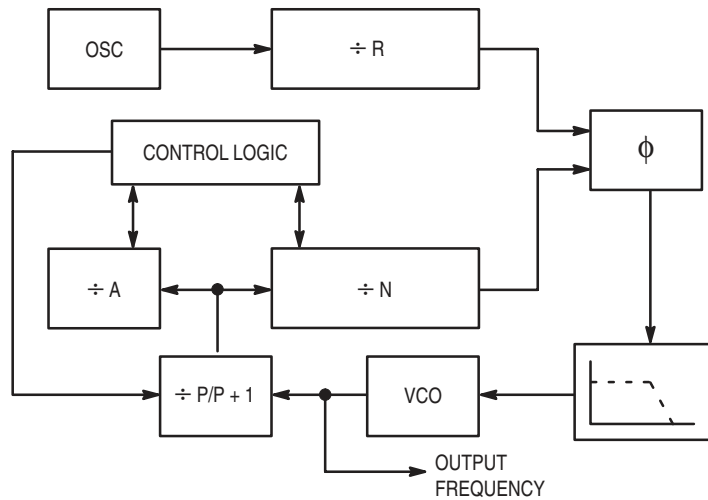 OSC
÷ R
CONTROL LOGIC
ϕ
÷ A
÷ N
÷ P/P + 1
VCO
OUTPUT
FREQUENCY